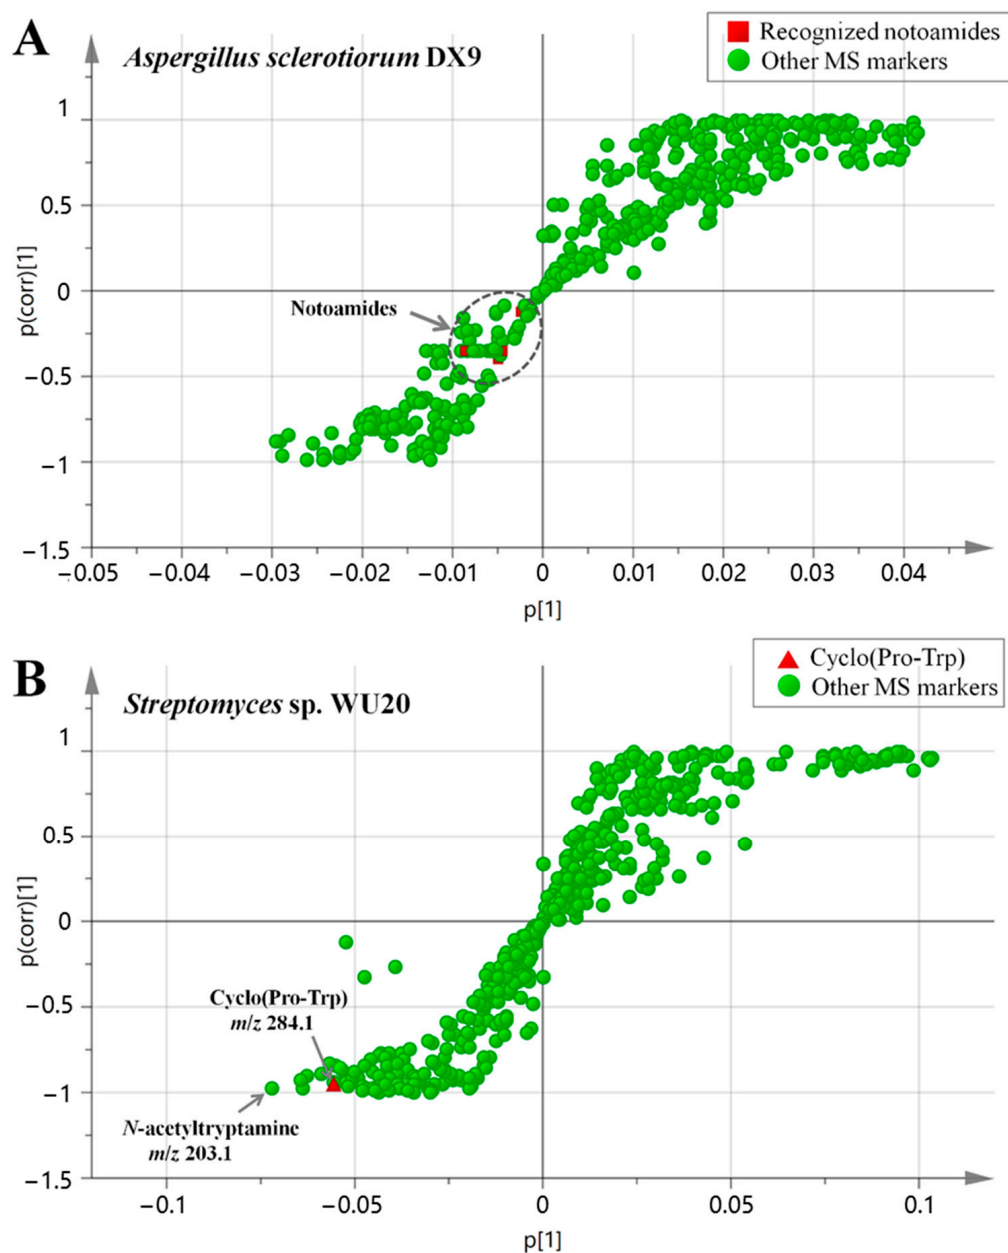 A
Aspergillus sclerotiorum DX9
Recognized notoamides
Other MS markers
1
0.5
0
−0.5
−1
−1.5
p(corr)[1]
Notoamides
−0.05 −0.04 −0.03 −0.02 −0.01 0 0.01 0.02 0.03 0.04
p[1]
B
Streptomyces sp. WU20
Cyclo(Pro-Trp)
Other MS markers
1
0.5
0
−0.5
−1
−1.5
p(corr)[1]
Cyclo(Pro-Trp)
m/z 284.1
N-acetyltryptamine
m/z 203.1
−0.1 −0.05 0 0.05 0.1
p[1]